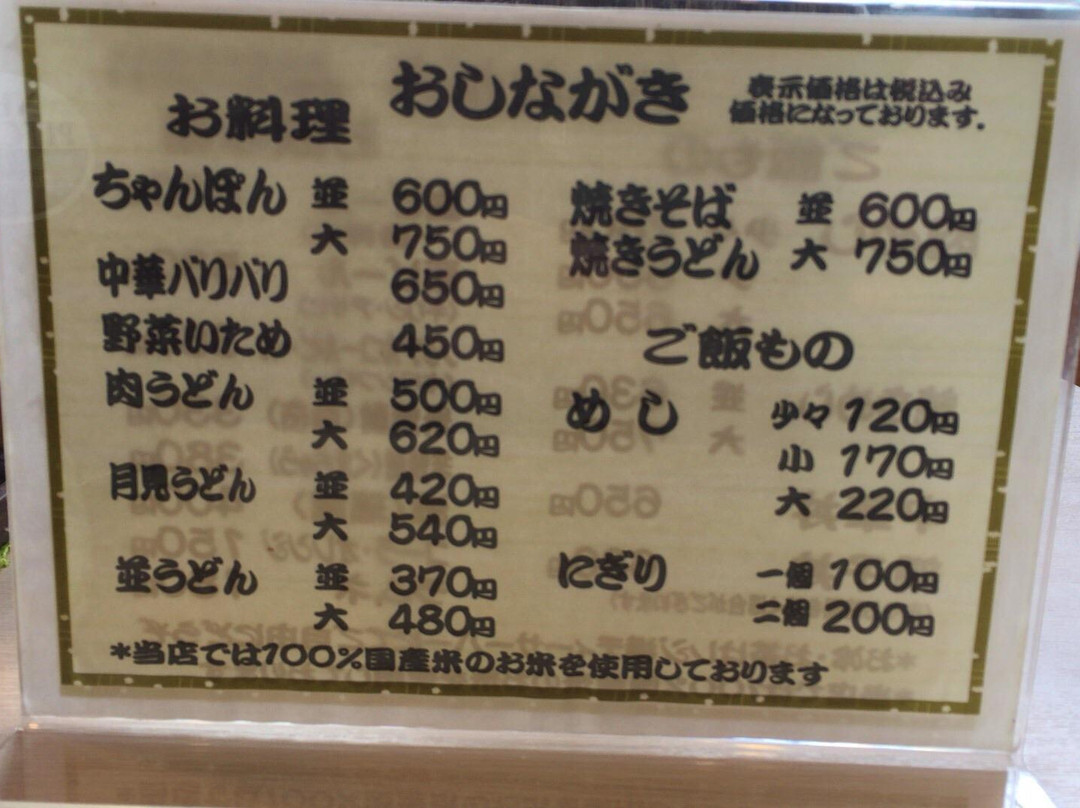 おしながき
表示価格は税込み
価格になっております.
お料理
ちゃんぽん 並 600円
大 750円
中華バリバリ 650円
野菜いため 450円
肉うどん 並 500円
大 620円
月見うどん 並 420円
大 540円
並うどん 並 370円
大 480円
焼きそば 並 600円
焼きうどん 大 750円
ご飯もの
めし 少々 120円
小 170円
大 220円
にぎり 一個 100円
二個 200円
*当店では100%国産米のお米を使用しております